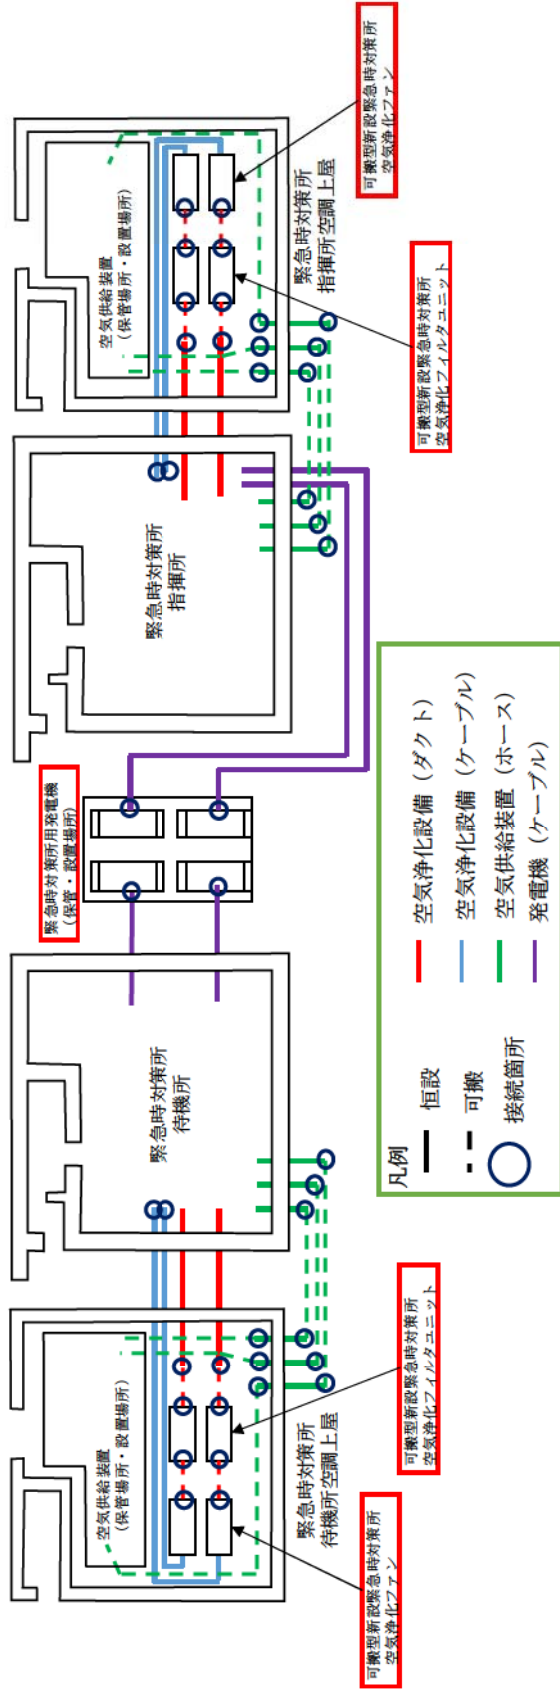 可搬型新設緊急時対策所
空気浄化ファン
可搬型新設緊急時対策所
空気浄化フィルタユニット
空気供給装置
（保管場所・設置場所）
緊急時対策所
待機所空調上屋
緊急時対策所
待機所
緊急時対策所用発電機
（保管・設置場所）
緊急時対策所
指揮所
空気供給装置
（保管場所・設置場所）
緊急時対策所
指揮所空調上屋
可搬型新設緊急時対策所
空気浄化フィルタユニット
可搬型新設緊急時対策所
空気浄化ファン
凡例
恒設
可搬
接続箇所
空気浄化設備（ダクト）
空気浄化設備（ケーブル）
空気供給装置（ホース）
発電機（ケーブル）